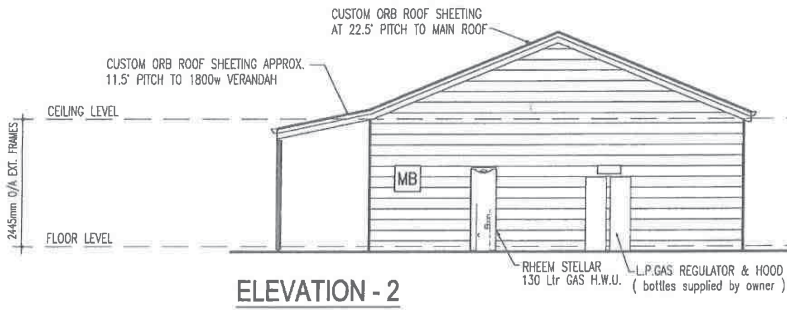 CUSTOM ORB ROOF SHEETING
AT 22.5° PITCH TO MAIN ROOF
CUSTOM ORB ROOF SHEETING APPROX.
11.5° PITCH TO 1800w VERANDAH
CEILING LEVEL
2445mm O/A EXT. FRAMES
MB
FLOOR LEVEL
RHEEM STELLAR
130 Ltr GAS H.W.U.
L.P.GAS REGULATOR & HOOD
( bottles supplied by owner )
ELEVATION - 2